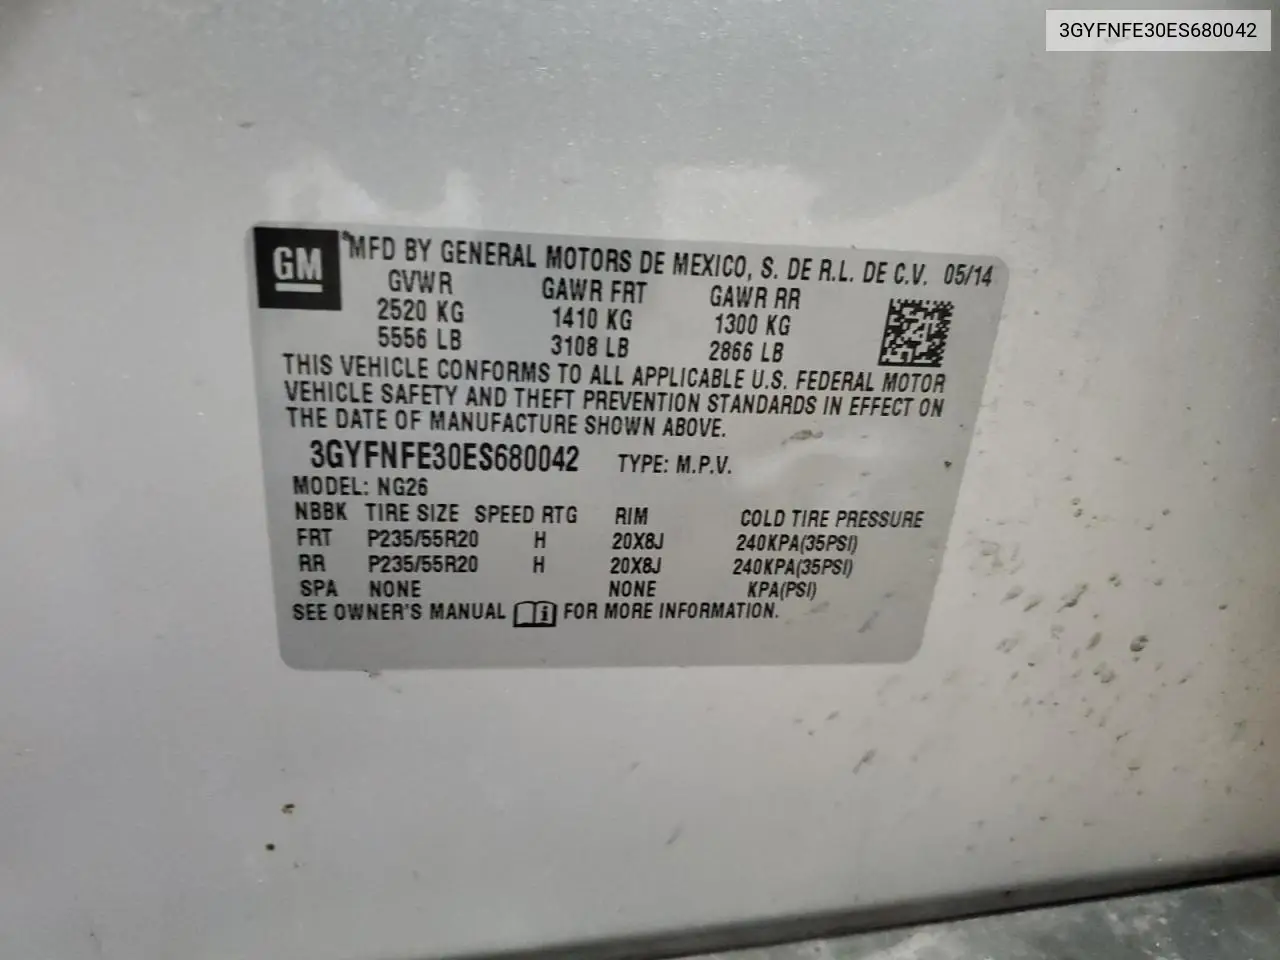 3GYFNFE30ES680042
GM
MFD BY GENERAL MOTORS DE MEXICO, S. DE R.L. DE C.V. 05/14
GVWR GAWR FRT GAWR RR
2520 KG 1410 KG 1300 KG
5556 LB 3108 LB 2866 LB
THIS VEHICLE CONFORMS TO ALL APPLICABLE U.S. FEDERAL MOTOR
VEHICLE SAFETY AND THEFT PREVENTION STANDARDS IN EFFECT ON
THE DATE OF MANUFACTURE SHOWN ABOVE.
3GYFNFE30ES680042 TYPE: M.P.V.
MODEL: NG26
NBBK TIRE SIZE SPEED RTG RIM COLD TIRE PRESSURE
FRT P235/55R20 H 20X8J 240KPA(35PSI)
RR P235/55R20 H 20X8J 240KPA(35PSI)
SPA NONE NONE KPA(PSI)
SEE OWNER'S MANUAL i FOR MORE INFORMATION.